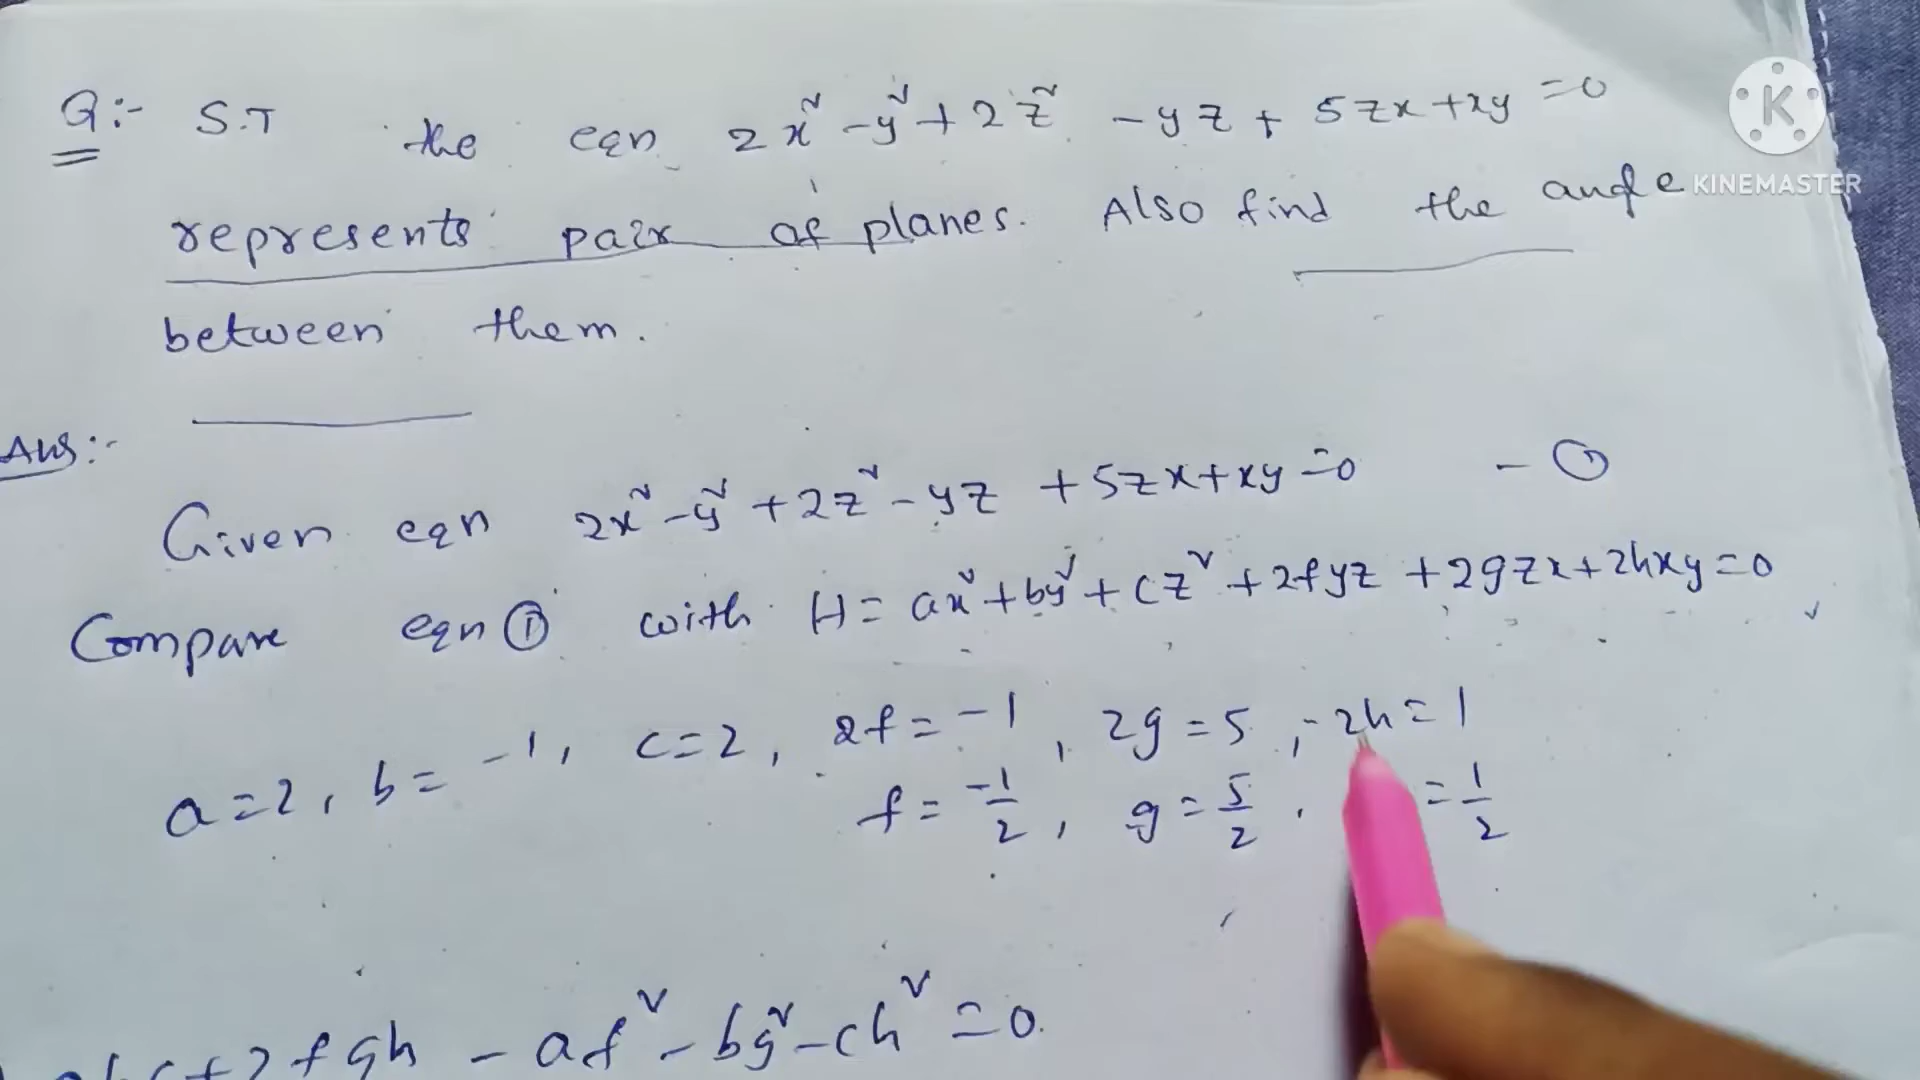 Q:- S.T the eqn 2x² - y² + 2z² - yz + 5zx + xy = 0
represents pair of planes. Also find the angle
between them.
KINEMASTER
Ans:-
Given eqn 2x² - y² + 2z² - yz + 5zx + xy = 0 - ①
Compare eqn ① with H = ax² + by² + cz² + 2fyz + 2gzx + 2hxy = 0
a = 2, b = -1, c = 2, 2f = -1, 2g = 5, -2h = 1
f = -1/2, g = 5/2, = 1/2
abc + 2fgh - af² - bg² - ch² = 0.